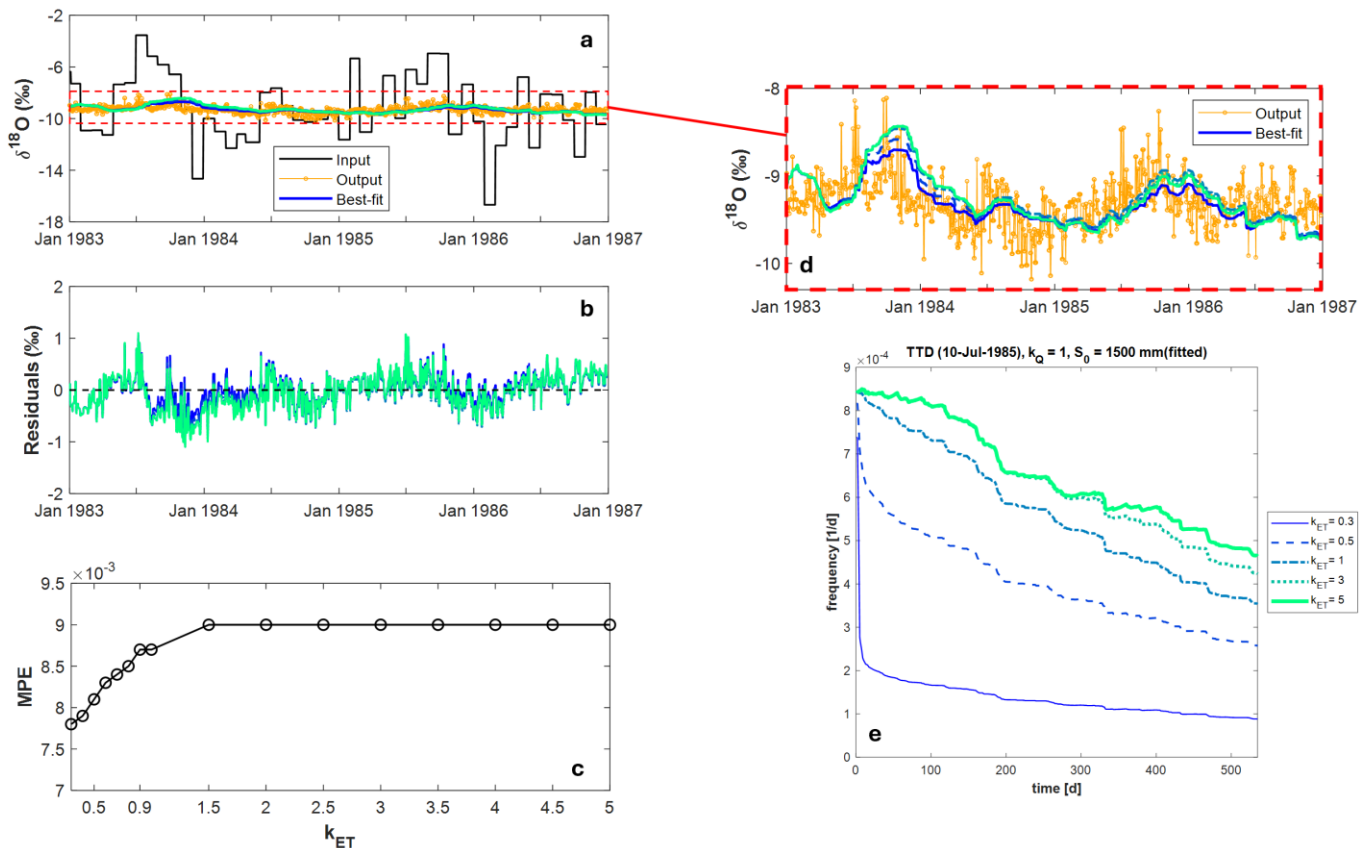 a
δ¹⁸O (‰)
-2
-6
-10
-14
-18
Input
Output
Best-fit
Jan 1983
Jan 1984
Jan 1985
Jan 1986
Jan 1987
b
Residuals (‰)
2
1
0
-1
-2
Jan 1983
Jan 1984
Jan 1985
Jan 1986
Jan 1987
×10⁻³
MPE
9.5
9
8.5
8
7.5
7
c
0.5
0.9
1.5
2
2.5
3
3.5
4
4.5
5
k_ET
d
δ¹⁸O (‰)
-8
-9
-10
Output
Best-fit
Jan 1983
Jan 1984
Jan 1985
Jan 1986
Jan 1987
TTD (10-Jul-1985), k_Q = 1, S_0 = 1500 mm(fitted)
×10⁻⁴
frequency [1/d]
9
8
7
6
5
4
3
2
1
0
e
0
100
200
300
400
500
time [d]
k_ET = 0.3
k_ET = 0.5
k_ET = 1
k_ET = 3
k_ET = 5